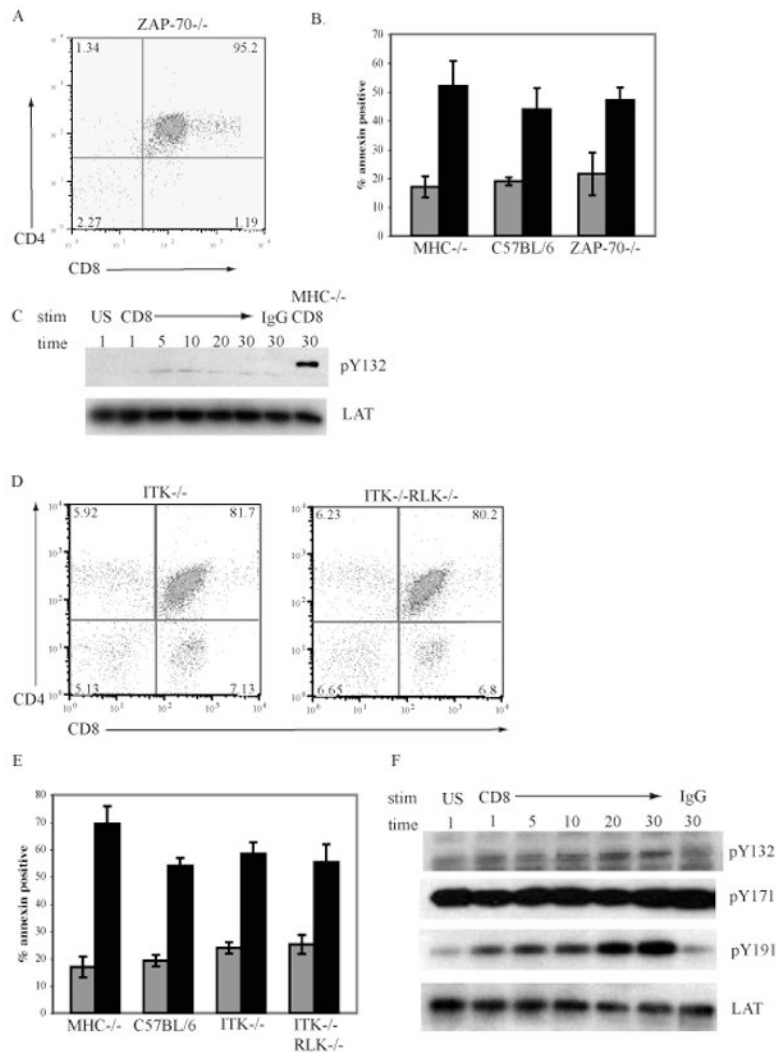 A
ZAP-70-/-
1.34 95.2
2.27 1.19
CD4
CD8
B.
% annexin positive
70
60
50
40
30
20
10
0
MHC-/- C57BL/6 ZAP-70-/-
MHC-/-
C stim US CD8 IgG CD8
time 1 1 5 10 20 30 30 30
pY132
LAT
D
ITK-/- ITK-/-RLK-/-
5.92 81.7 6.23 80.2
5.13 7.13 6.65 6.8
CD4
CD8
E
% annexin positive
80
70
60
50
40
30
20
10
0
MHC-/- C57BL/6 ITK-/- ITK-/-
RLK-/-
F
stim US CD8 IgG
time 1 1 5 10 20 30 30
pY132
pY171
pY191
LAT